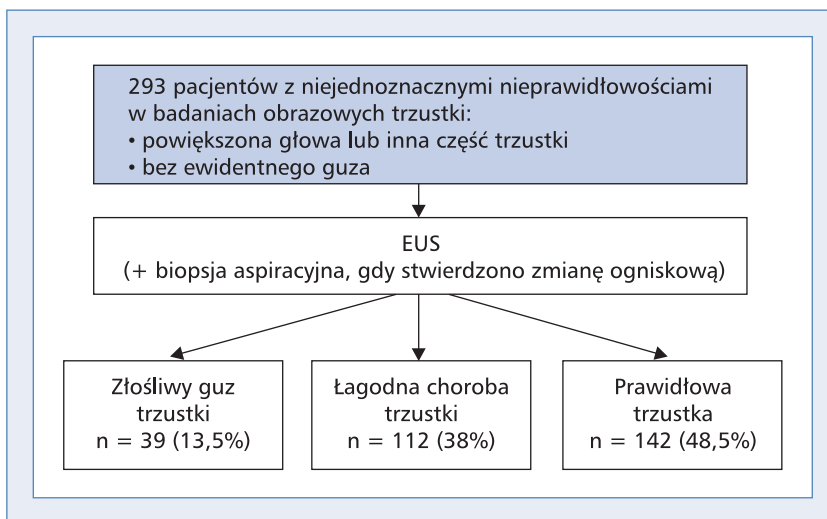 293 pacjentów z niejednoznacznymi nieprawidłowościami
w badaniach obrazowych trzustki:
• powiększona głowa lub inna część trzustki
• bez ewidentnego guza
EUS
(+ biopsja aspiracyjna, gdy stwierdzono zmianę ogniskową)
Złośliwy guz
trzustki
n = 39 (13,5%)
Łagodna choroba
trzustki
n = 112 (38%)
Prawidłowa
trzustka
n = 142 (48,5%)